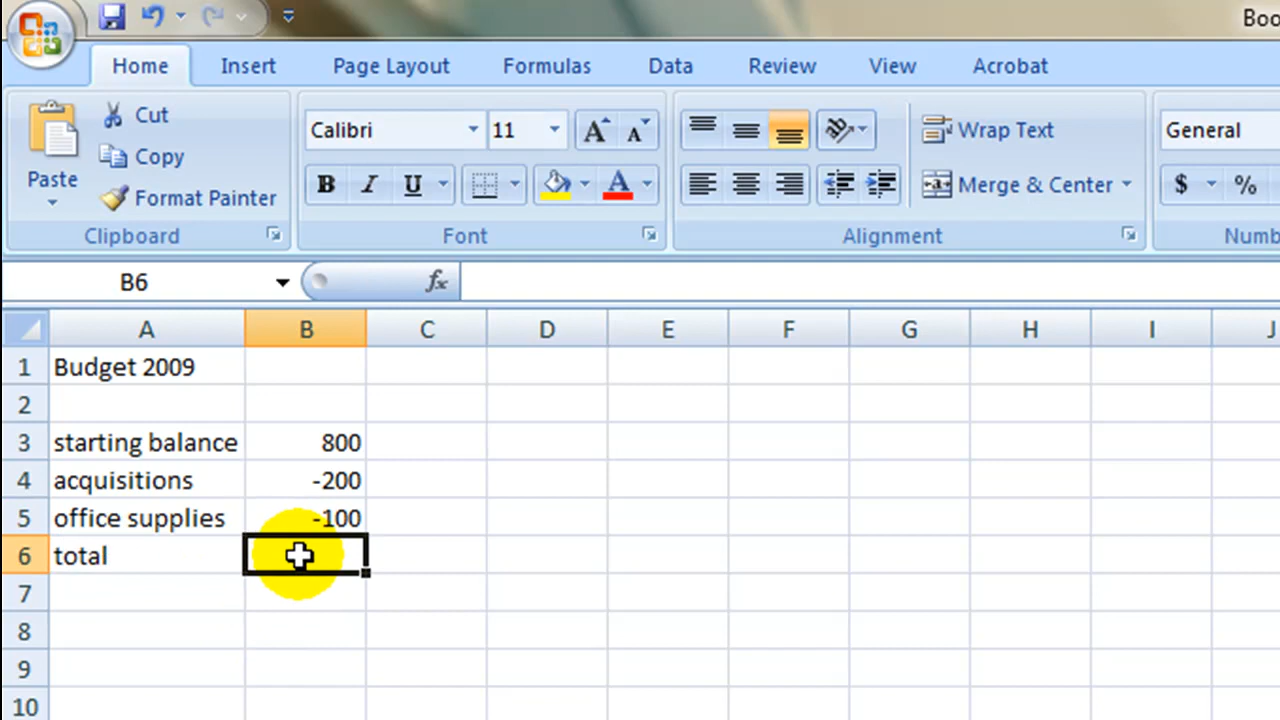 Boo
Home Insert Page Layout Formulas Data Review View Acrobat
Cut
Copy
Format Painter
Paste
Clipboard
Calibri 11 A A
B I U A
Font
Wrap Text
Merge & Center
Alignment
General
$ %
Numb
B6 fx
A B C D E F G H I J
1 Budget 2009
2
3 starting balance 800
4 acquisitions -200
5 office supplies -100
6 total
7
8
9
10